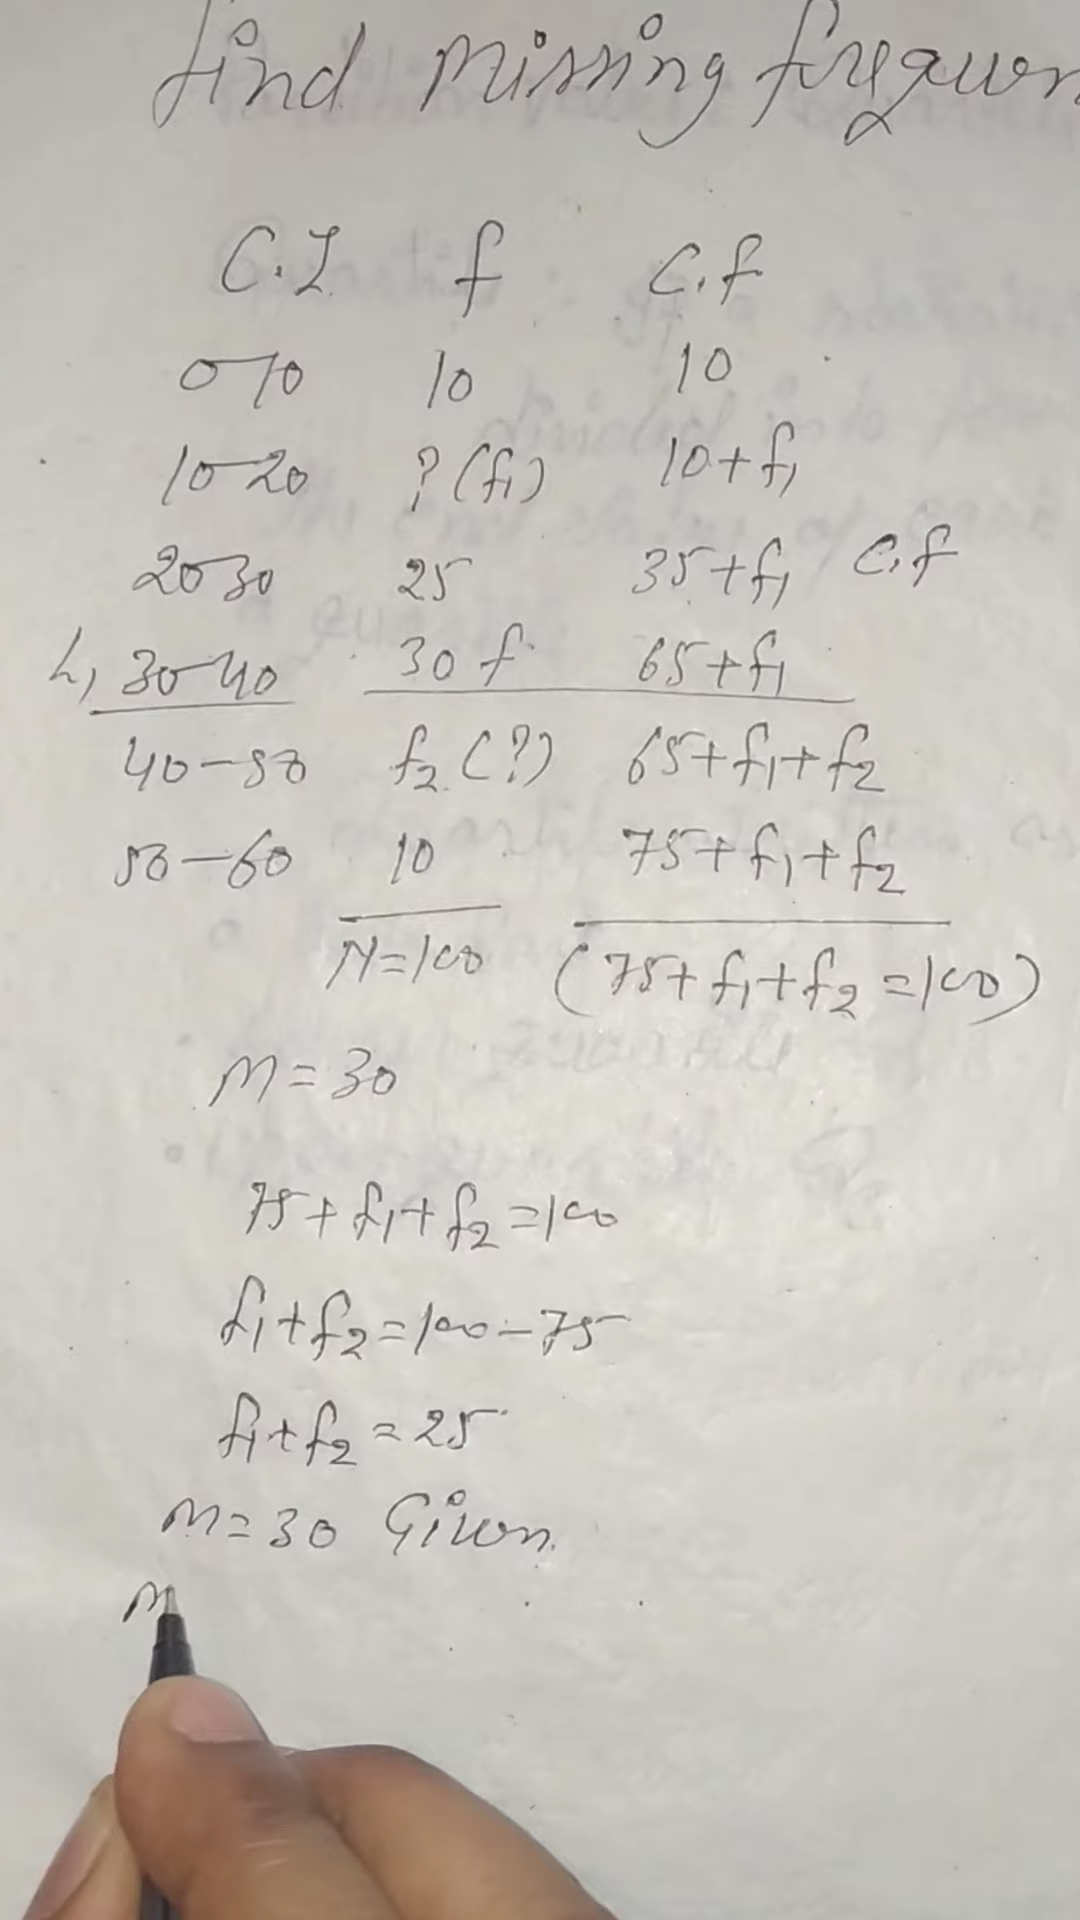 find missing frequen
C.I f C.f
0-10 10 10
10-20 ?(f1) 10+f1
20-30 25 35+f1 C.f
L1 30-40 30 f 65+f1
40-50 f2(?) 65+f1+f2
50-60 10 75+f1+f2
N=100 (75+f1+f2=100)
M=30
75+f1+f2=100
f1+f2=100-75
f1+f2=25
M=30 Given
M